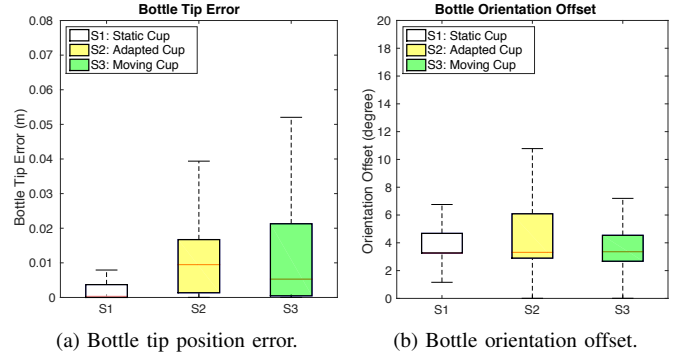 Bottle Tip Error
Bottle Tip Error (m)
0.08
0.07
0.06
0.05
0.04
0.03
0.02
0.01
0
S1: Static Cup
S2: Adapted Cup
S3: Moving Cup
S1 S2 S3
(a) Bottle tip position error.
Bottle Orientation Offset
Orientation Offset (degree)
20
18
16
14
12
10
8
6
4
2
0
S1: Static Cup
S2: Adapted Cup
S3: Moving Cup
S1 S2 S3
(b) Bottle orientation offset.